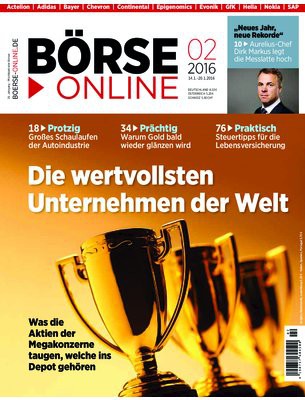 Actelion | Adidas | Bayer | Chevron | Continental | Epigenomics | Evonik | GfK | Hella | Nokia | SAP
BOERSE-ONLINE.DE
BÖRSE
ONLINE
02
2016
14.1.-20.1.2016
„Neues Jahr,
neue Rekorde“
10 ▶ Aurelius-Chef
Dirk Markus legt die
Messlatte hoch
18 ▶ Protzig
Großes Schaulaufen
der Autoindustrie
34 ▶ Prächtig
Warum Gold bald
wieder glänzen wird
76 ▶ Praktisch
Steuertipps für die
Lebensversicherung
Die wertvollsten
Unternehmen der Welt
Was die
Aktien der
Megakonzerne
taugen, welche ins
Depot gehören